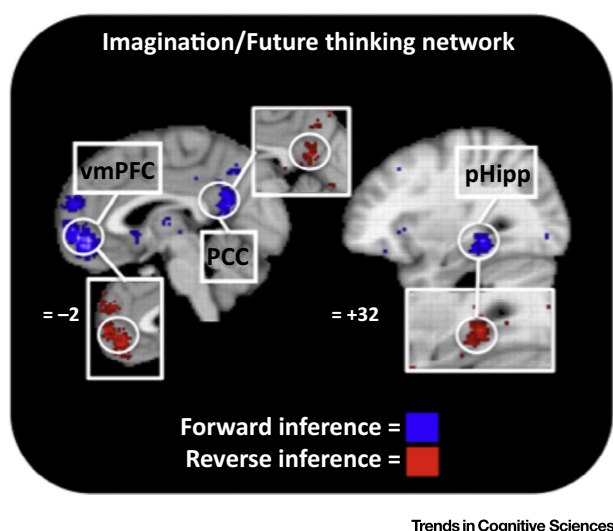 Imagination/Future thinking network
vmPFC
pHipp
PCC
= –2
= +32
Forward inference =
Reverse inference =
Trends in Cognitive Sciences